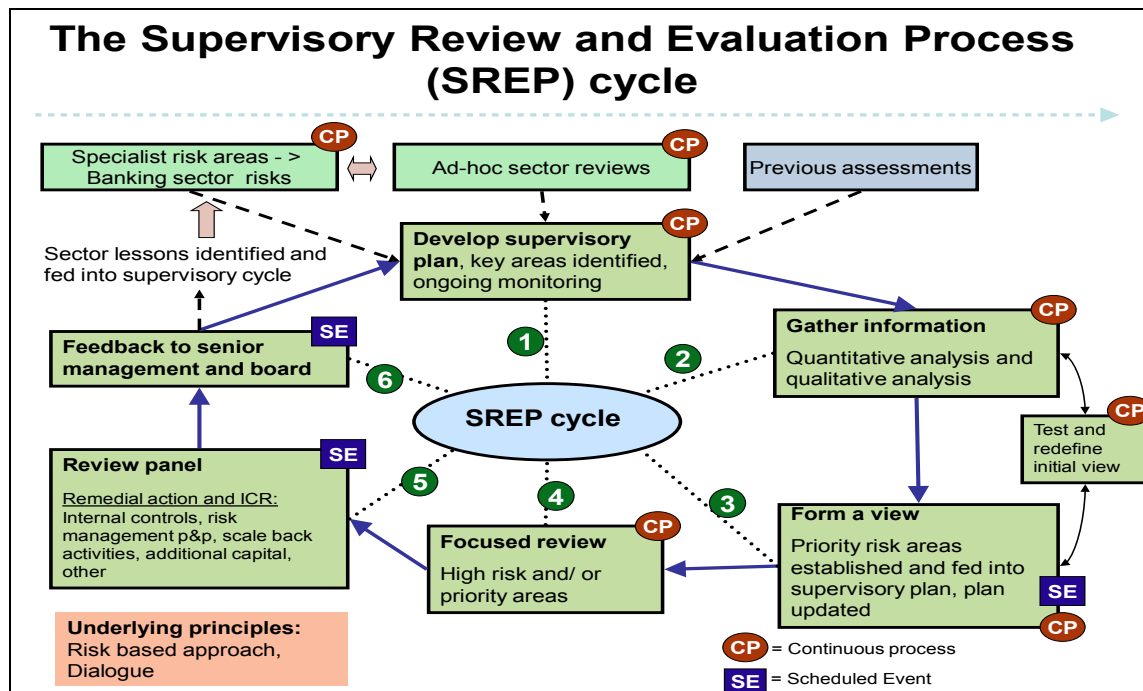 The Supervisory Review and Evaluation Process
(SREP) cycle
CP
Specialist risk areas - >
Banking sector risks
CP
Ad-hoc sector reviews
Previous assessments
CP
Develop supervisory
plan, key areas identified,
ongoing monitoring
Sector lessons identified and
fed into supervisory cycle
SE
Feedback to senior
management and board
1
2
6
CP
Gather information
Quantitative analysis and
qualitative analysis
SREP cycle
CP
Test and
redefine
initial view
SE
Review panel
Remedial action and ICR:
Internal controls, risk
management p&p, scale back
activities, additional capital,
other
5
4
3
CP
Focused review
High risk and/ or
priority areas
Form a view
Priority risk areas
established and fed into
supervisory plan, plan
updated
SE
CP
Underlying principles:
Risk based approach,
Dialogue
CP = Continuous process
SE = Scheduled Event